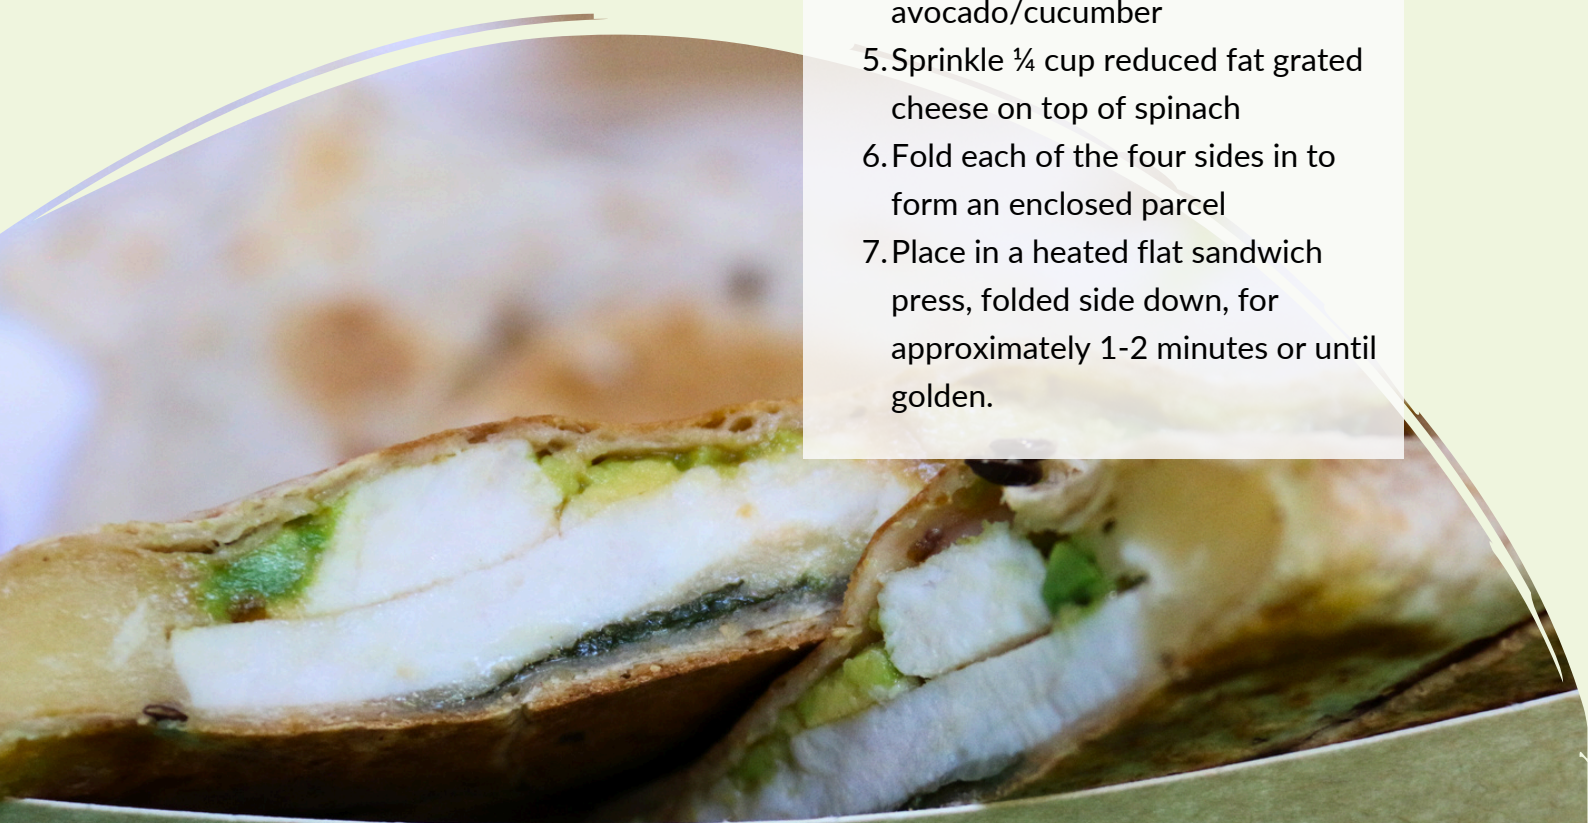 avocado/cucumber
5. Sprinkle ¼ cup reduced fat grated
cheese on top of spinach
6. Fold each of the four sides in to
form an enclosed parcel
7. Place in a heated flat sandwich
press, folded side down, for
approximately 1-2 minutes or until
golden.